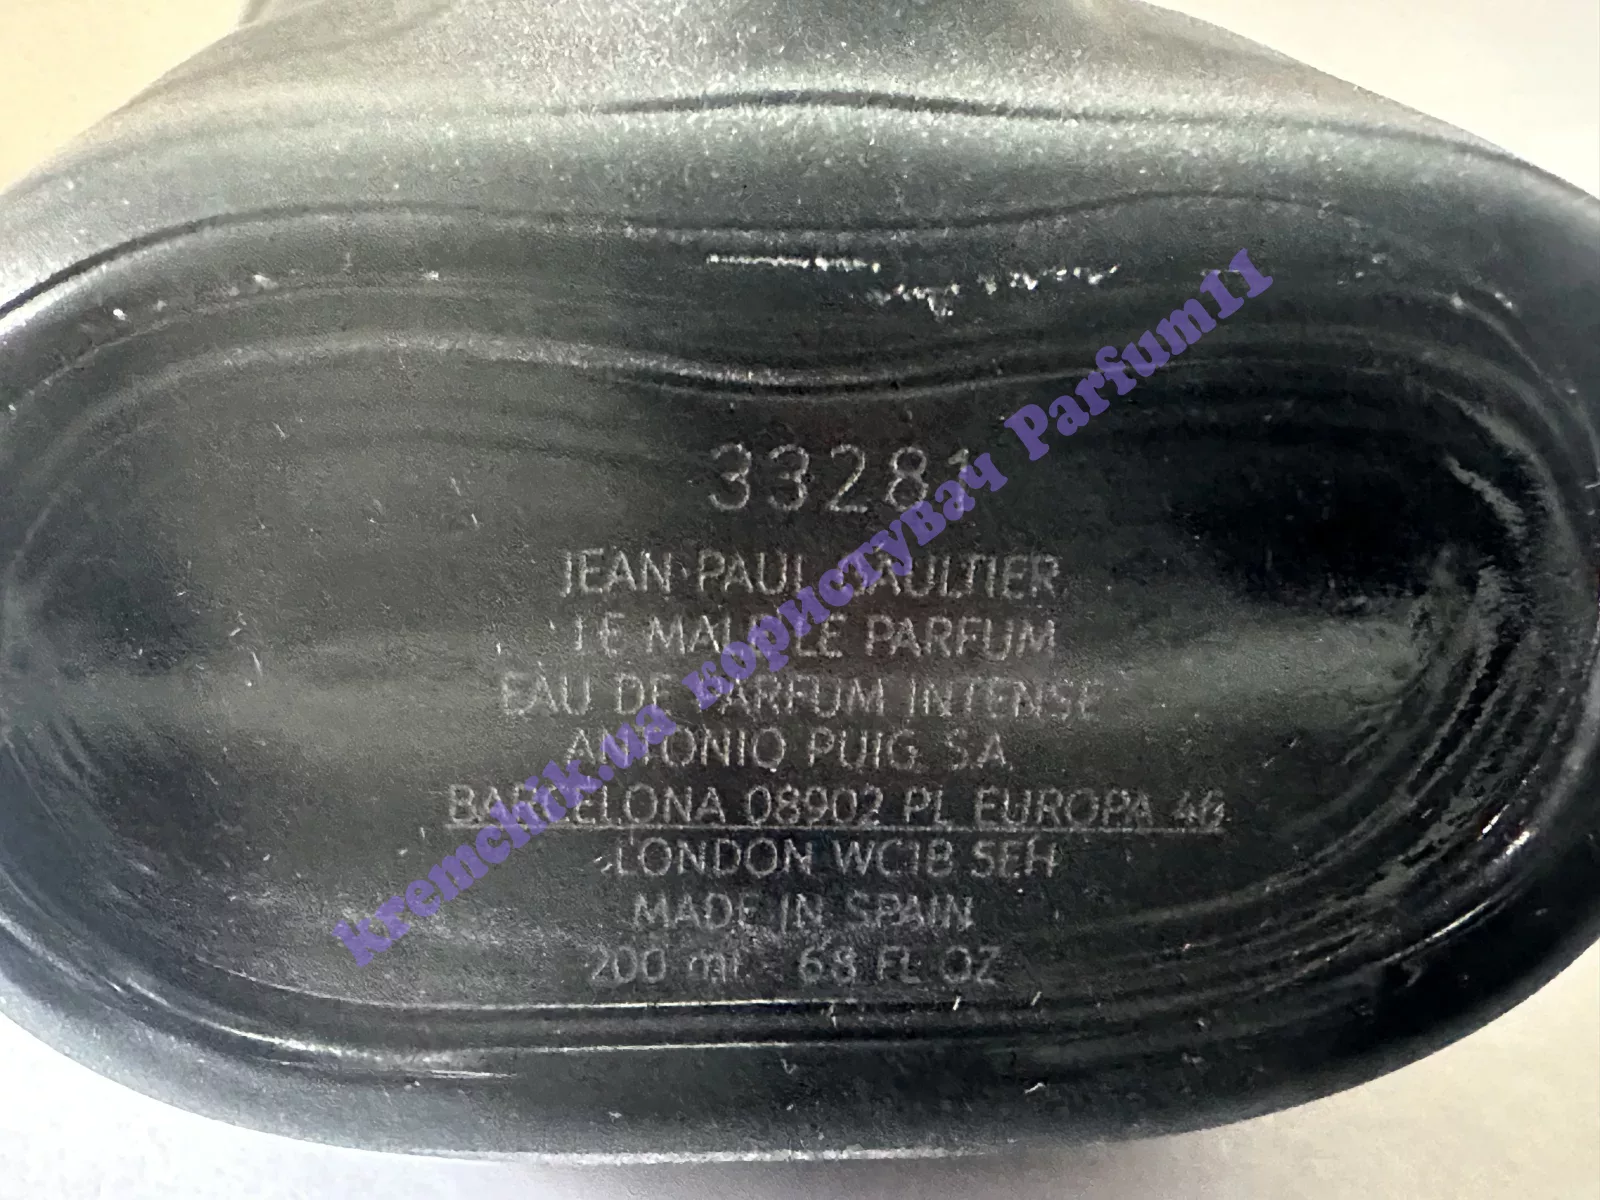 33281
JEAN PAUL GAULTIER
LE MALE LE PARFUM
EAU DE PARFUM INTENSE
ANTONIO PUIG S.A.
BARCELONA 08902 PL EUROPA 46
LONDON WC1B 5EH
MADE IN SPAIN
200 ml - 6.8 FL OZ
kremchik.ua користувач Parfum11